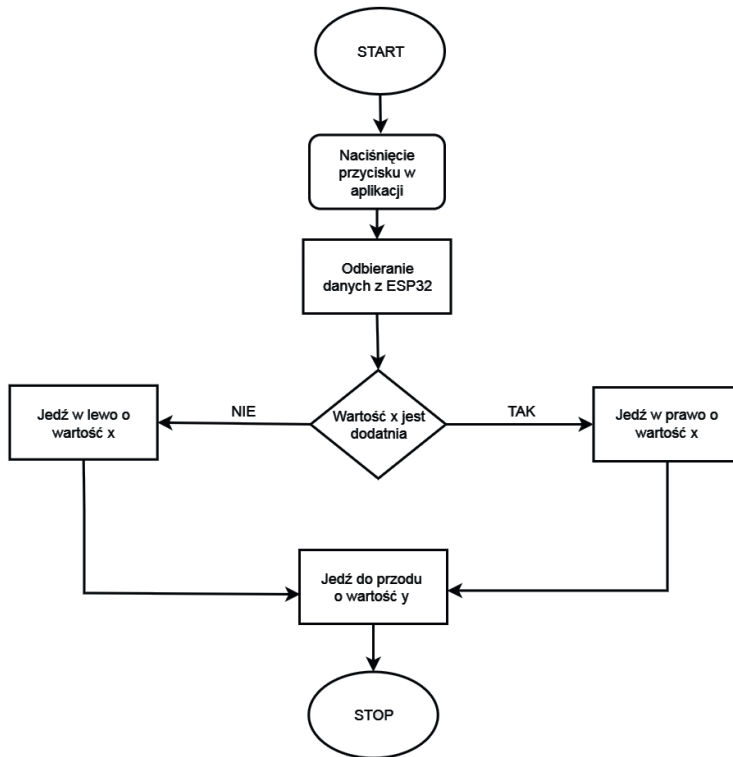 START
Naciśnięcie
przycisku w
aplikacji
Odbieranie
danych z ESP32
Wartość x jest
dodatnia
NIE
TAK
Jedź w lewo o
wartość x
Jedź w prawo o
wartość x
Jedź do przodu
o wartość y
STOP